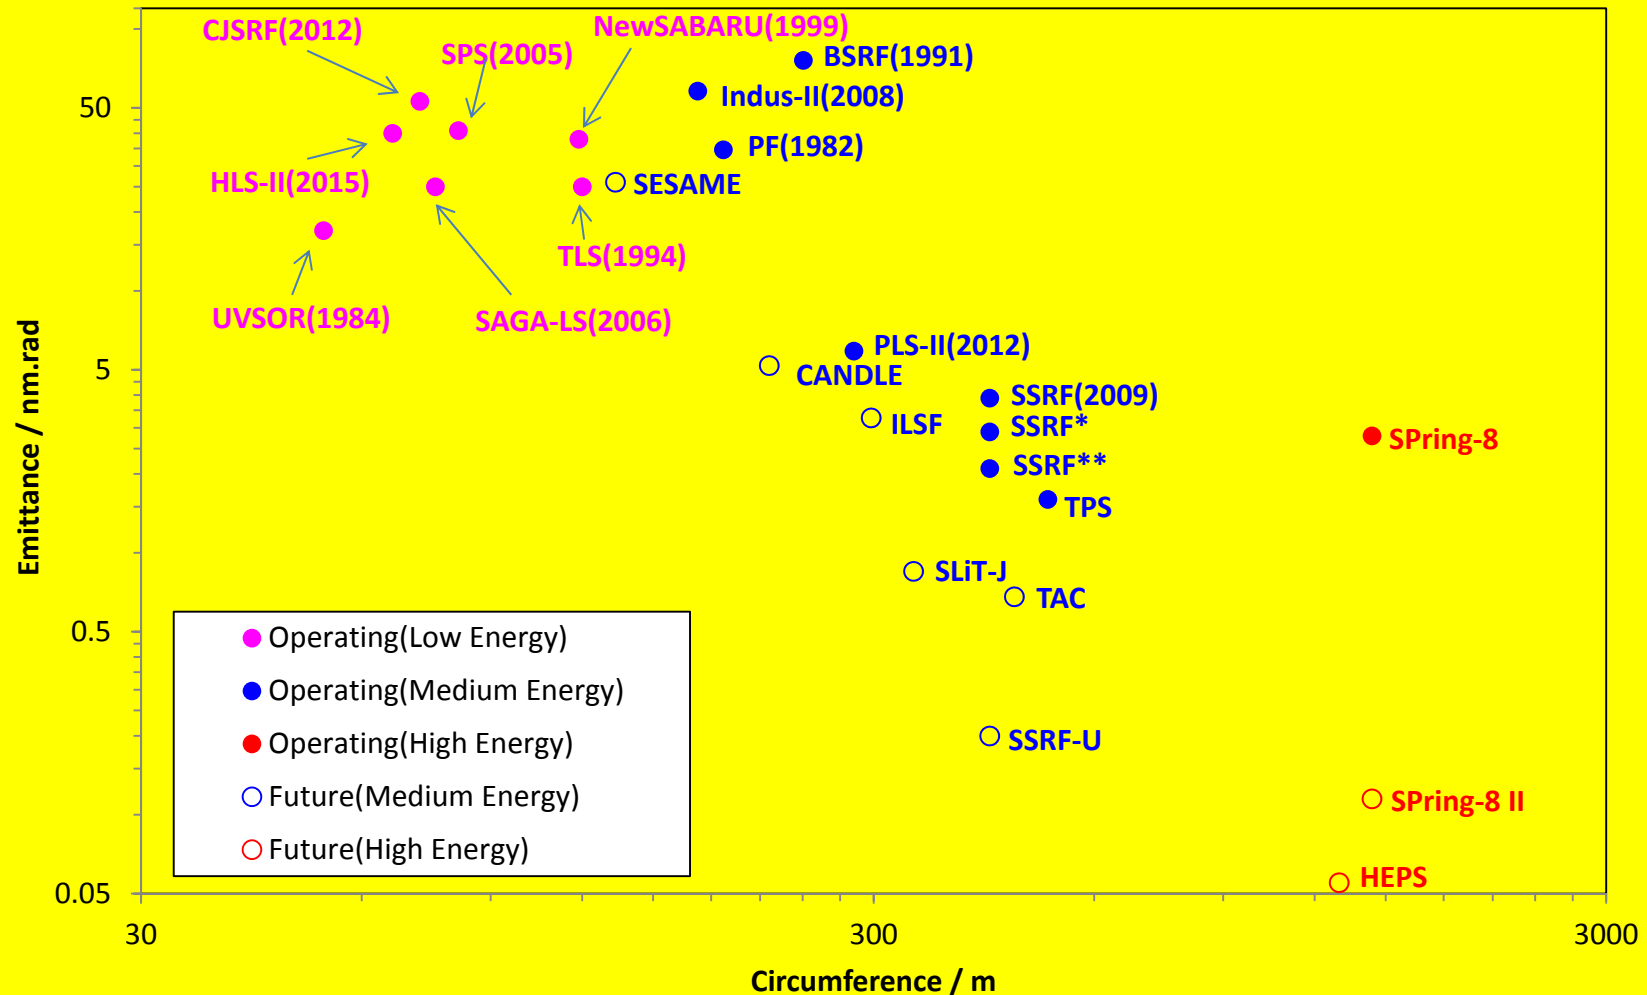 CJSRF(2012)
SPS(2005)
NewSABARU(1999)
BSRF(1991)
Indus-II(2008)
PF(1982)
HLS-II(2015)
SESAME
TLS(1994)
UVSOR(1984)
SAGA-LS(2006)
PLS-II(2012)
CANDLE
SSRF(2009)
ILSF
SSRF*
SPring-8
SSRF**
TPS
SLiT-J
TAC
SSRF-U
SPring-8 II
HEPS
Operating(Low Energy)
Operating(Medium Energy)
Operating(High Energy)
Future(Medium Energy)
Future(High Energy)
Emittance / nm.rad
50
5
0.5
0.05
30
300
3000
Circumference / m